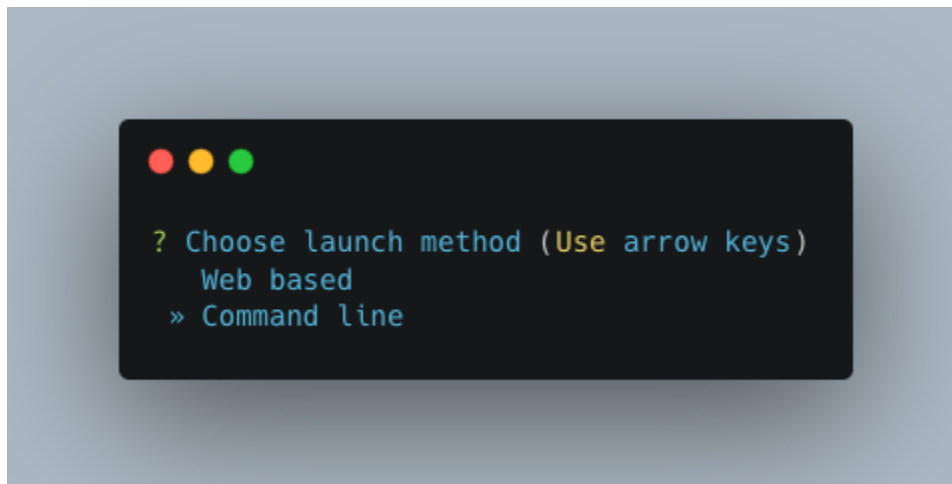 ? Choose launch method (Use arrow keys)
Web based
» Command line